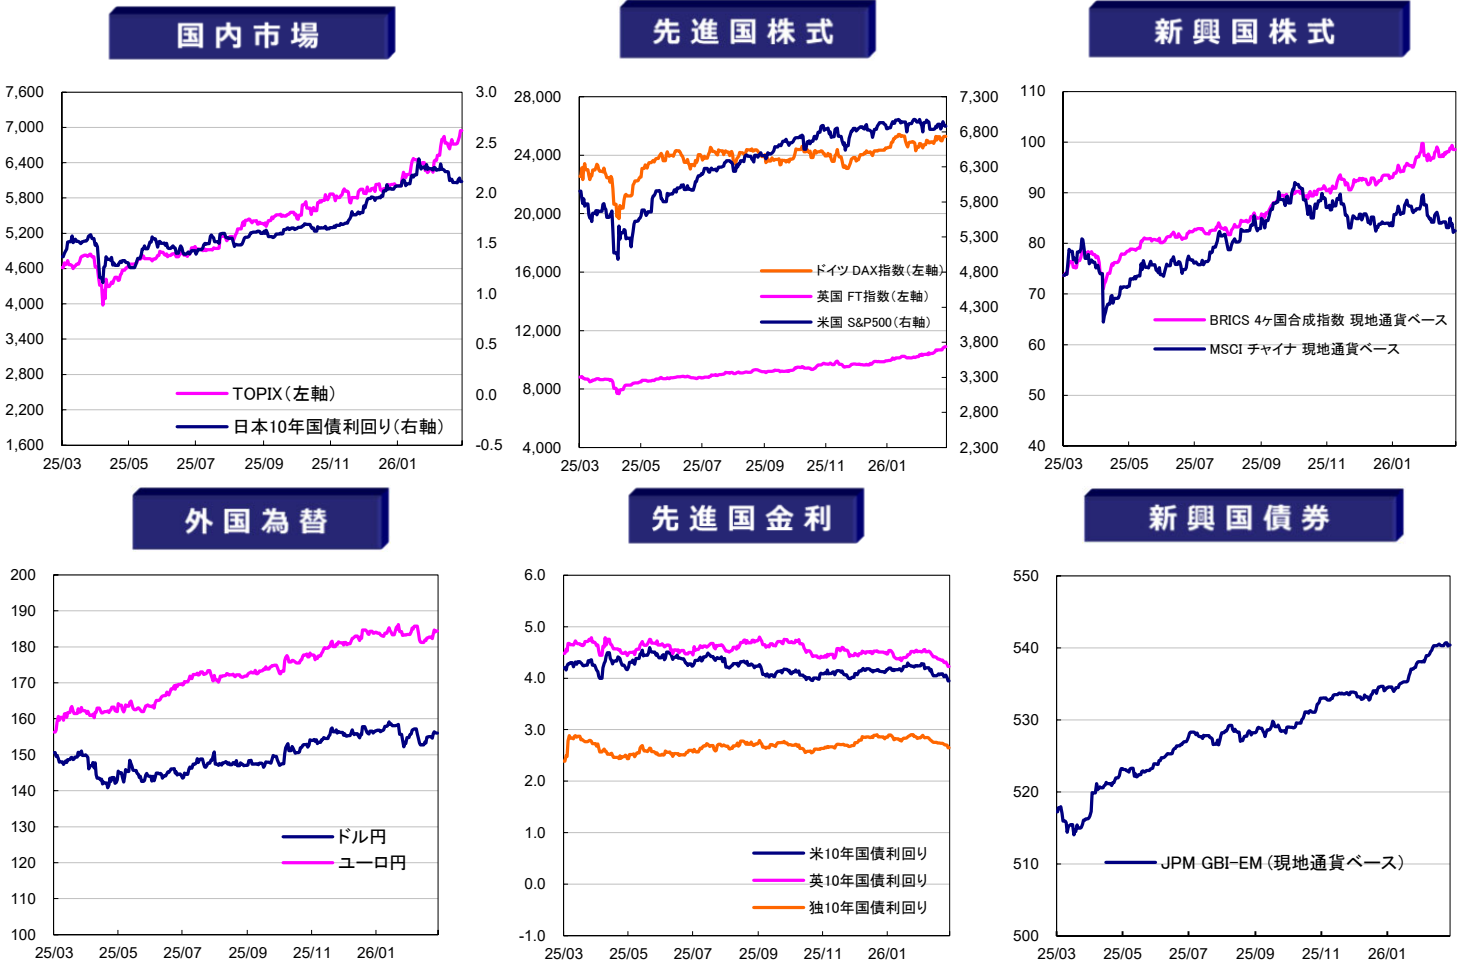 国内市場
先進国株式
新興国株式
7,600
7,000
6,400
5,800
5,200
4,600
4,000
3,400
2,800
2,200
1,600
3.0
2.5
2.0
1.5
1.0
0.5
0.0
-0.5
TOPIX(左軸)
日本10年国債利回り(右軸)
25/03 25/05 25/07 25/09 25/11 26/01
28,000
24,000
20,000
16,000
12,000
8,000
4,000
7,300
6,800
6,300
5,800
5,300
4,800
4,300
3,800
3,300
2,800
2,300
ドイツ DAX指数(左軸)
英国 FT指数(左軸)
米国 S&P500(右軸)
25/03 25/05 25/07 25/09 25/11 26/01
110
100
90
80
70
60
50
40
BRICS 4ヶ国合成指数 現地通貨ベース
MSCI チャイナ 現地通貨ベース
25/03 25/05 25/07 25/09 25/11 26/01
外国為替
先進国金利
新興国債券
200
190
180
170
160
150
140
130
120
110
100
ドル円
ユーロ円
25/03 25/05 25/07 25/09 25/11 26/01
6.0
5.0
4.0
3.0
2.0
1.0
0.0
-1.0
米10年国債利回り
英10年国債利回り
独10年国債利回り
25/03 25/05 25/07 25/09 25/11 26/01
550
540
530
520
510
500
JPM GBI-EM (現地通貨ベース)
25/03 25/05 25/07 25/09 25/11 26/01